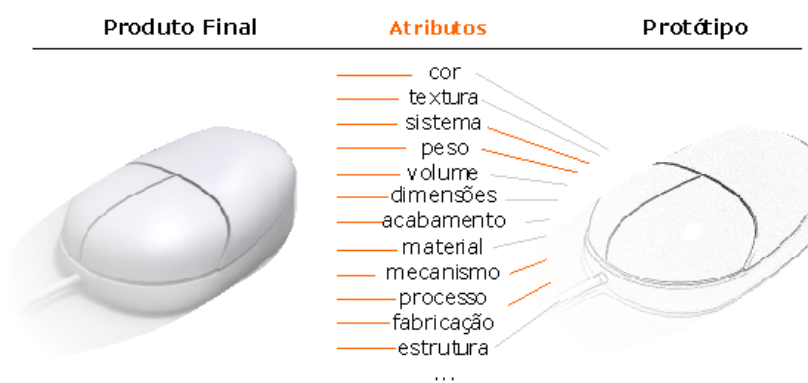 Produto Final Atributos Protótipo
cor
textura
sistema
peso
volume
dimensões
acabamento
material
mecanismo
processo
fabricação
estrutura
...